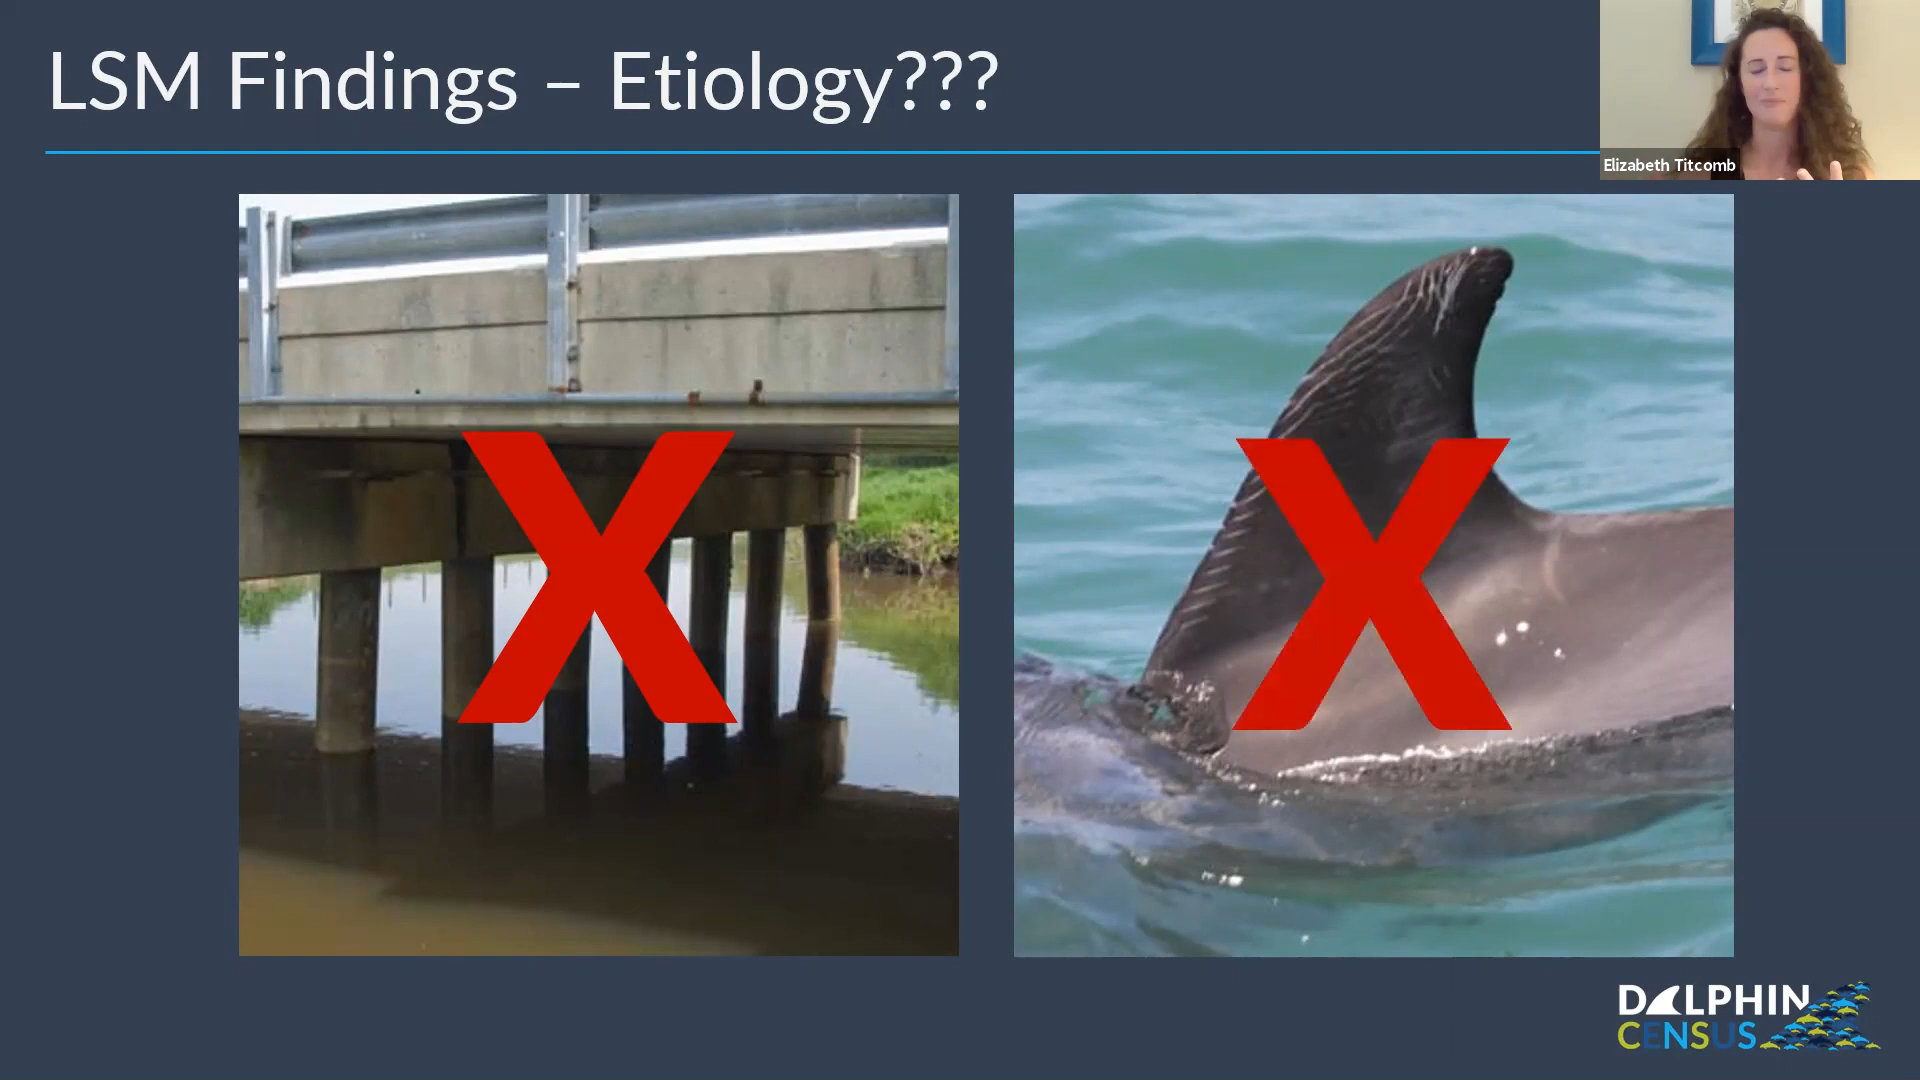 LSM Findings – Etiology???
Elizabeth Titcomb
X
X
DOLPHIN
CENSUS